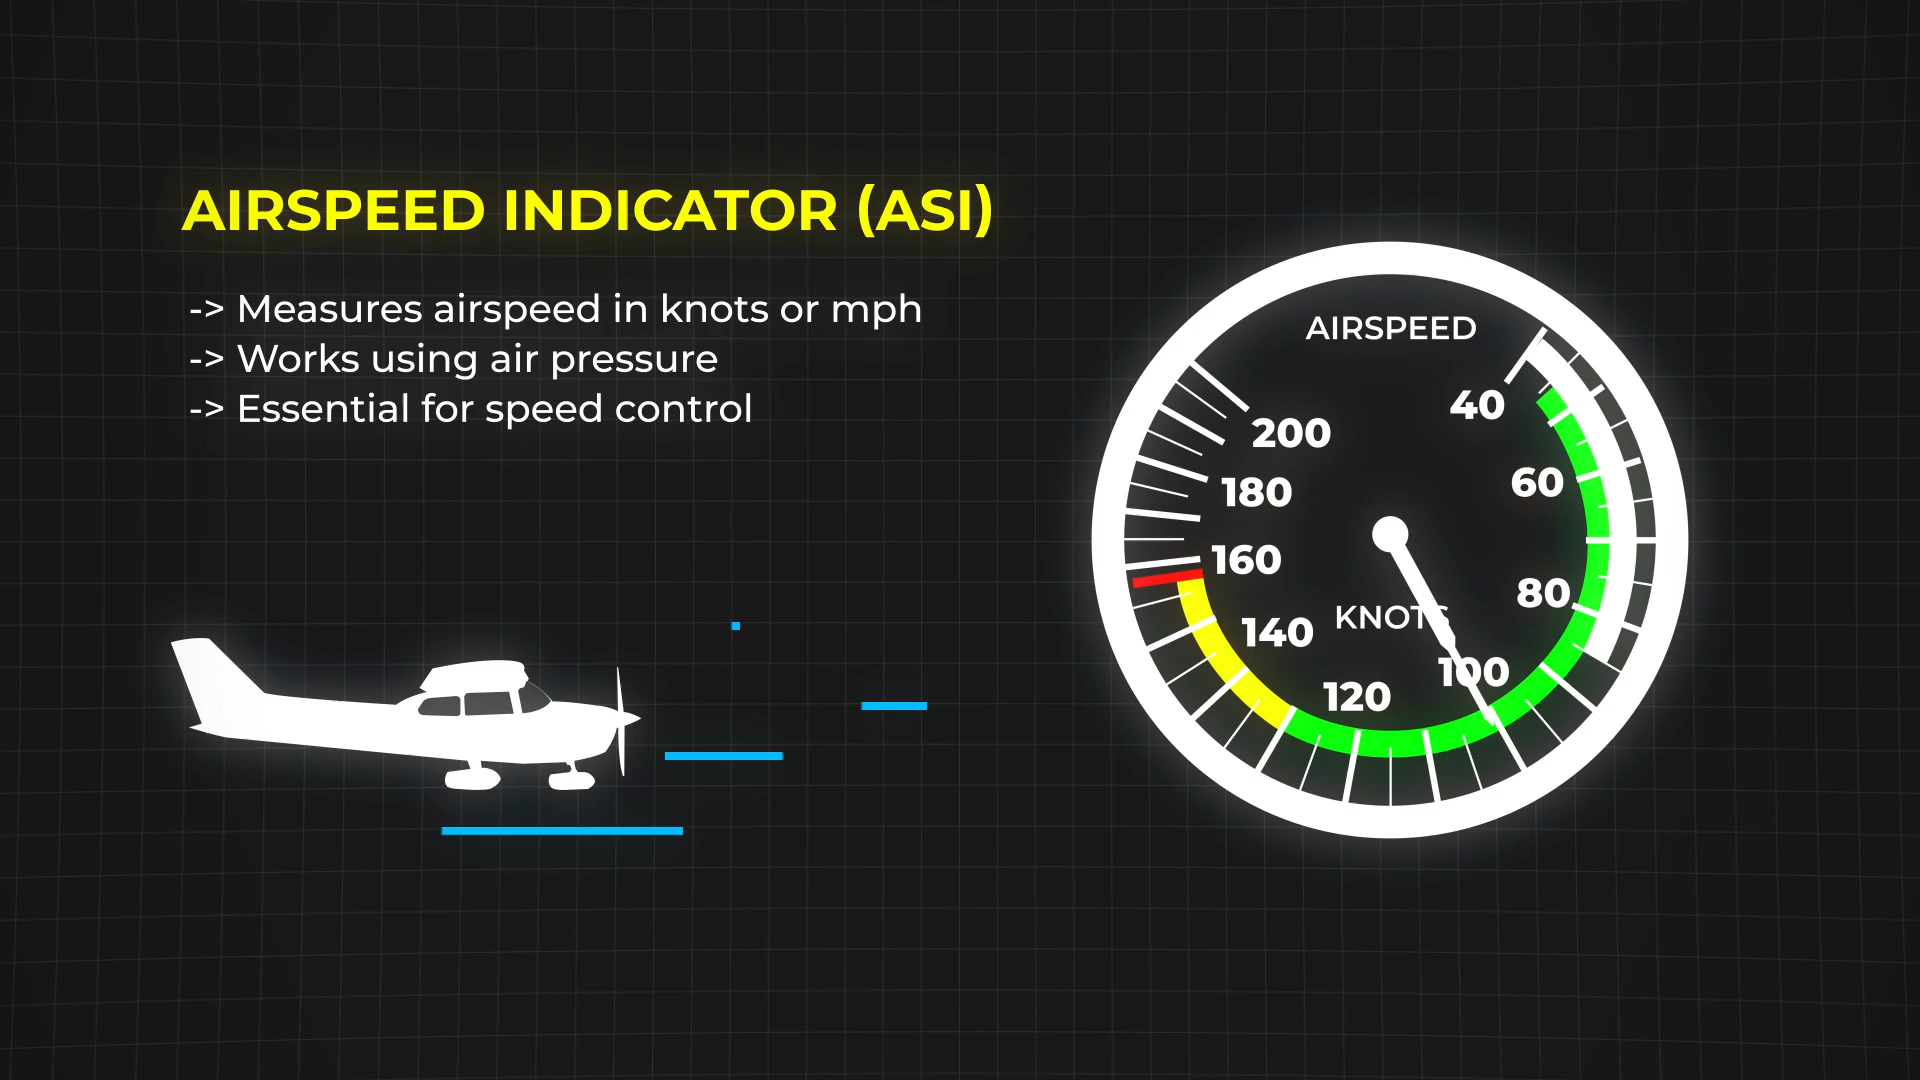 AIRSPEED INDICATOR (ASI)
-> Measures airspeed in knots or mph
-> Works using air pressure
-> Essential for speed control
AIRSPEED
40
60
80
100
120
140
160
180
200
KNOTS